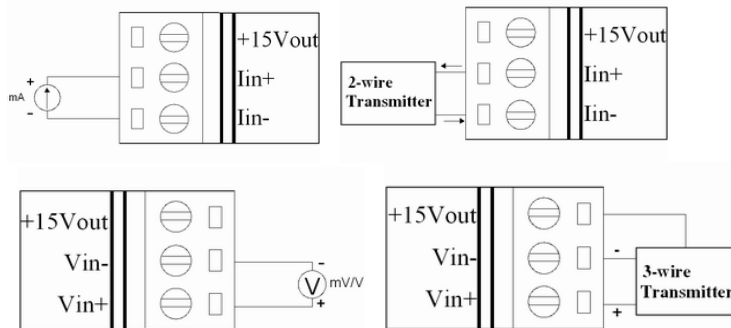 +15Vout
+
Iin+
mA
-
Iin-
+15Vout
2-wire
Transmitter
Iin+
Iin-
+15Vout
Vin-
-
V
mV/V
Vin+
+
+15Vout
Vin-
-
3-wire
Transmitter
Vin+
+